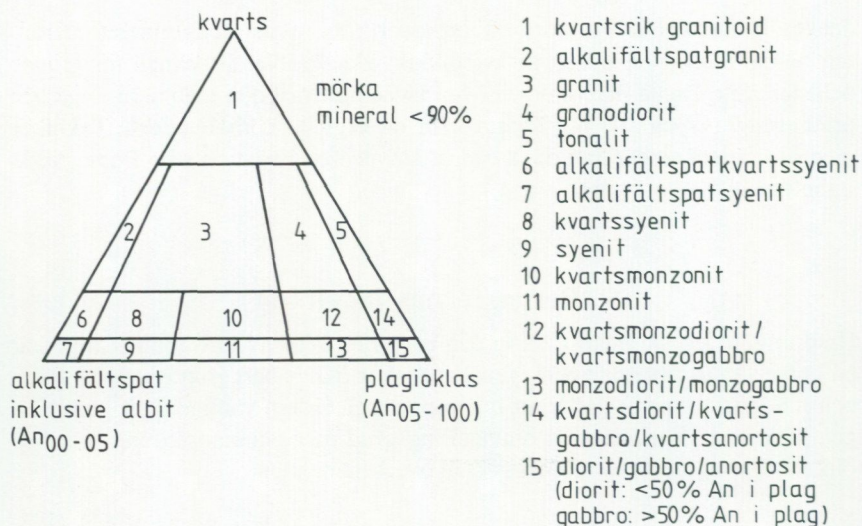 kvarts
mörka
mineral <90%
1
2
3
4
5
6
8
10
12
14
7
9
11
13
15
alkalifältspat
inklusive albit
(An00-05)
plagioklas
(An05-100)
1 kvartsrik granitoid
2 alkalifältspatgranit
3 granit
4 granodiorit
5 tonalit
6 alkalifältspatkvartssyenit
7 alkalifältspatsyenit
8 kvartssyenit
9 syenit
10 kvartsmonzonit
11 monzonit
12 kvartsmonzodiorit/
kvartsmonzogabbro
13 monzodiorit/monzogabbro
14 kvartsdiorit/kvarts-
gabbro/kvartsanortosit
15 diorit/gabbro/anortosit
(diorit: <50% An i plag
gabbro: >50% An i plag)